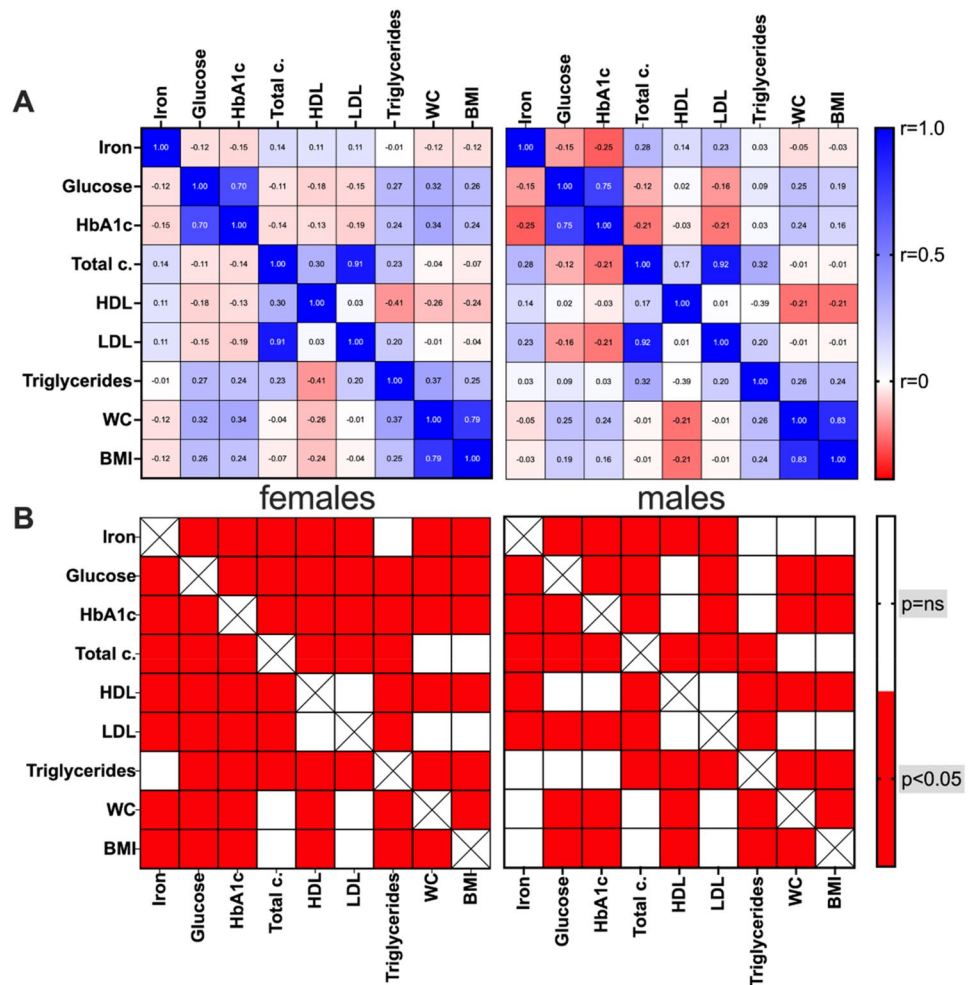 A
Iron Glucose HbA1c Total c. HDL LDL Triglycerides WC BMI
Iron Glucose HbA1c Total c. HDL LDL Triglycerides WC BMI
Iron 1.00 -0.12 -0.15 0.14 0.11 0.11 -0.01 -0.12 -0.12
Glucose -0.12 1.00 0.70 -0.11 -0.18 -0.15 0.27 0.32 0.26
HbA1c -0.15 0.70 1.00 -0.14 -0.13 -0.19 0.24 0.34 0.24
Total c. 0.14 -0.11 -0.14 1.00 0.30 0.91 0.23 -0.04 -0.07
HDL 0.11 -0.18 -0.13 0.30 1.00 0.03 -0.41 -0.26 -0.24
LDL 0.11 -0.15 -0.19 0.91 0.03 1.00 0.20 -0.01 -0.04
Triglycerides -0.01 0.27 0.24 0.23 -0.41 0.20 1.00 0.37 0.25
WC -0.12 0.32 0.34 -0.04 -0.26 -0.01 0.37 1.00 0.79
BMI -0.12 0.26 0.24 -0.07 -0.24 -0.04 0.25 0.79 1.00
females
1.00 -0.15 -0.25 0.28 0.14 0.23 0.03 -0.05 -0.03
-0.15 1.00 0.75 -0.12 0.02 -0.16 0.09 0.25 0.19
-0.25 0.75 1.00 -0.21 -0.03 -0.21 0.03 0.24 0.16
0.28 -0.12 -0.21 1.00 0.17 0.92 0.32 -0.01 -0.01
0.14 0.02 -0.03 0.17 1.00 0.01 -0.39 -0.21 -0.21
0.23 -0.16 -0.21 0.92 0.01 1.00 0.20 -0.01 -0.01
0.03 0.09 0.03 0.32 -0.39 0.20 1.00 0.26 0.24
-0.05 0.25 0.24 -0.01 -0.21 -0.01 0.26 1.00 0.83
-0.03 0.19 0.16 -0.01 -0.21 -0.01 0.24 0.83 1.00
males
r=1.0
r=0.5
r=0
B
Iron
Glucose
HbA1c
Total c.
HDL
LDL
Triglycerides
WC
BMI
Iron Glucose HbA1c Total c. HDL LDL Triglycerides WC BMI
Iron Glucose HbA1c Total c. HDL LDL Triglycerides WC BMI
p=ns
p<0.05